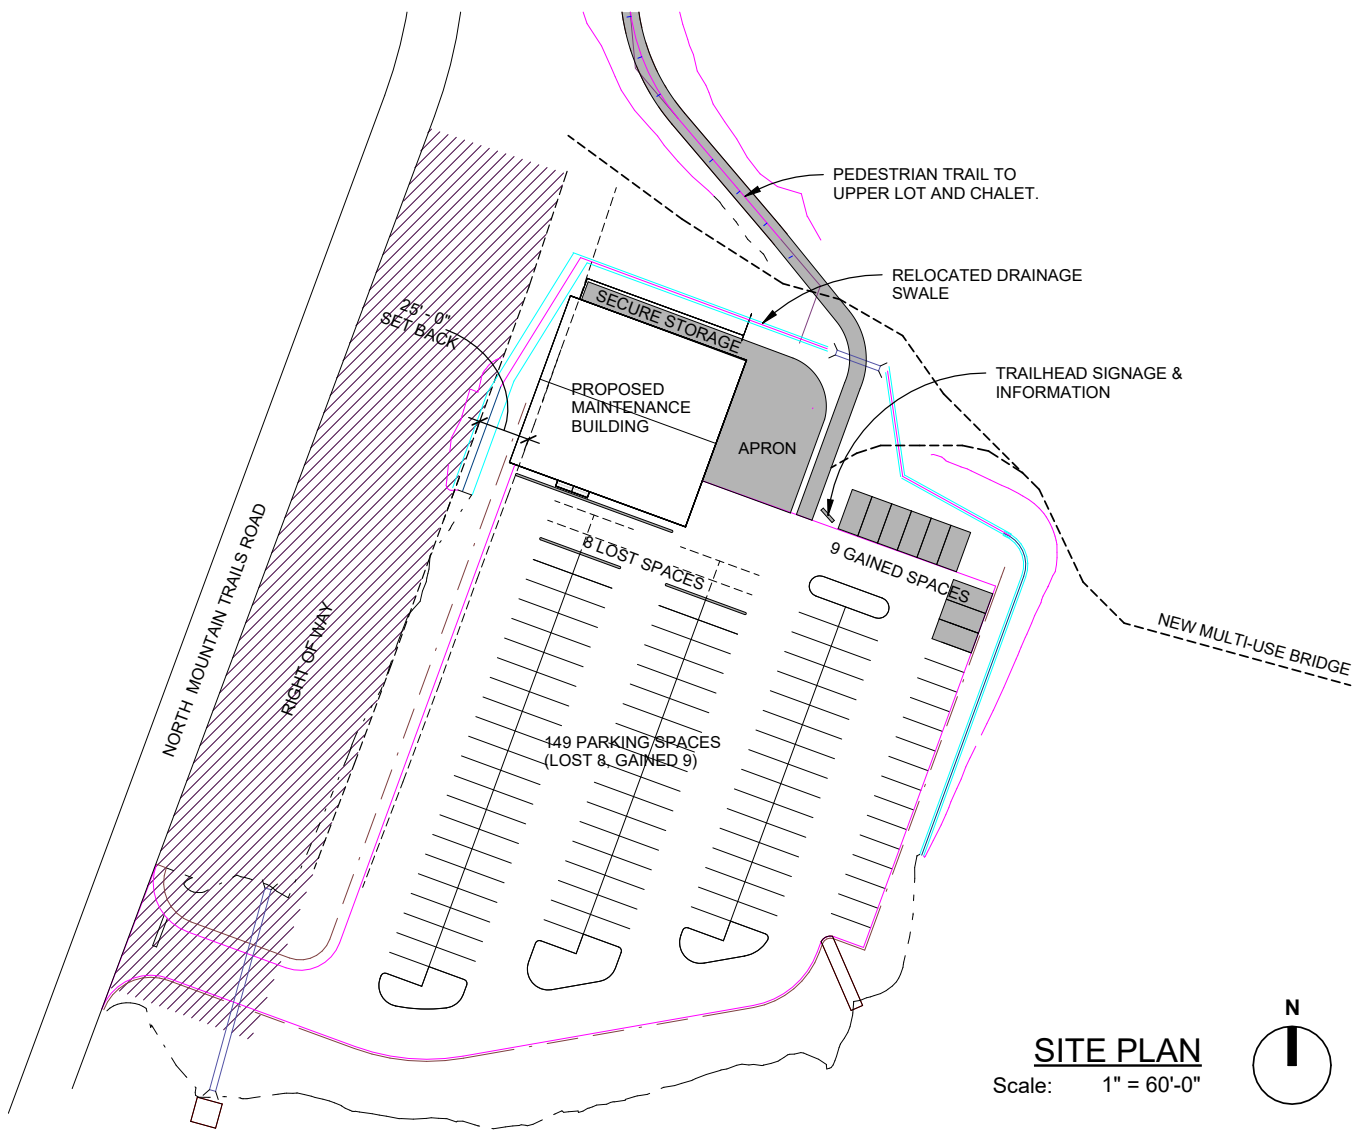 PEDESTRIAN TRAIL TO
UPPER LOT AND CHALET.
RELOCATED DRAINAGE
SWALE
SECURE STORAGE
25' - 0"
SET BACK
TRAILHEAD SIGNAGE &
INFORMATION
PROPOSED
MAINTENANCE
BUILDING
APRON
8 LOST SPACES
9 GAINED SPACES
NORTH MOUNTAIN TRAILS ROAD
RIGHT OF WAY
NEW MULTI-USE BRIDGE
149 PARKING SPACES
(LOST 8, GAINED 9)
N
SITE PLAN
Scale: 1" = 60'-0"